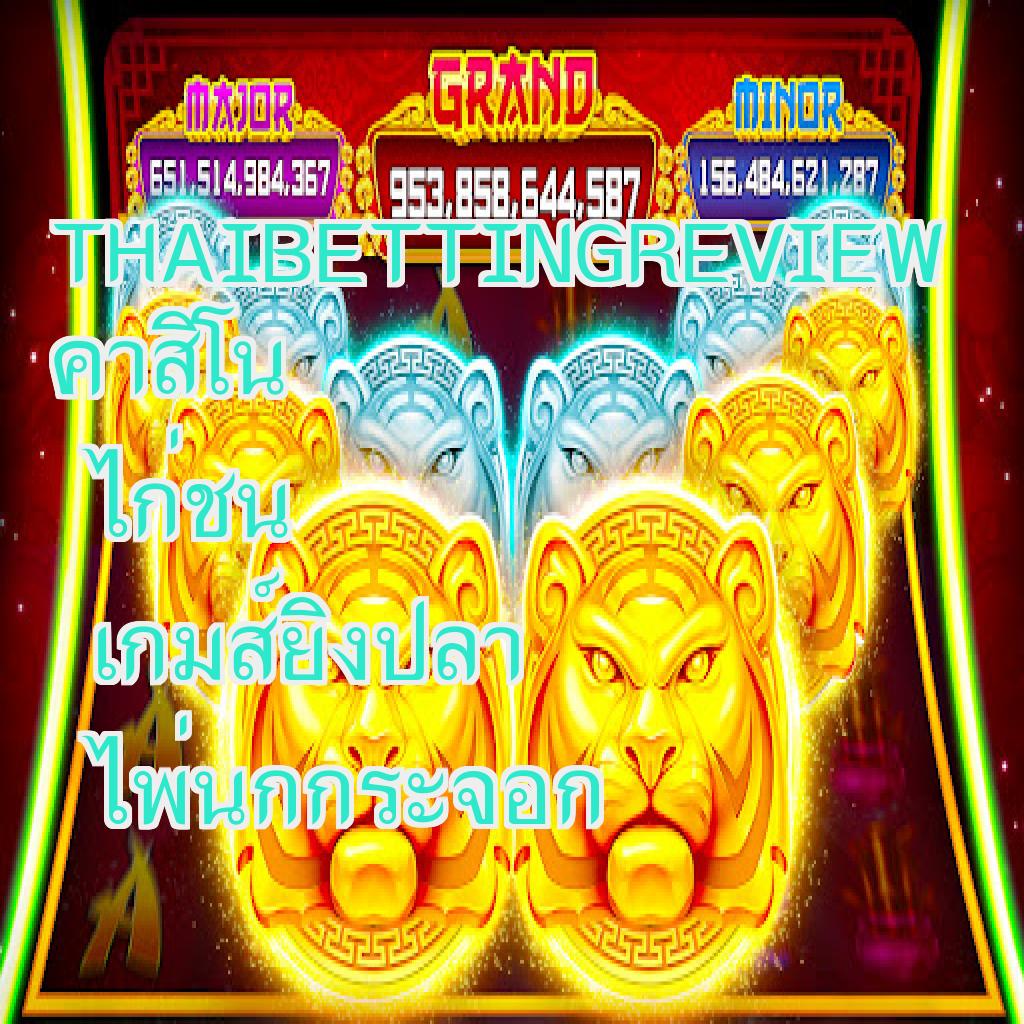 MAJOR GRAND MINOR
651,514,984,367 953,858,644,587 156,484,621,287
THAIBETTINGREVIEW
คาสิโน
ไก่ชน
เกมส์ยิงปลา
ไพ่นกกระจอก
A
A